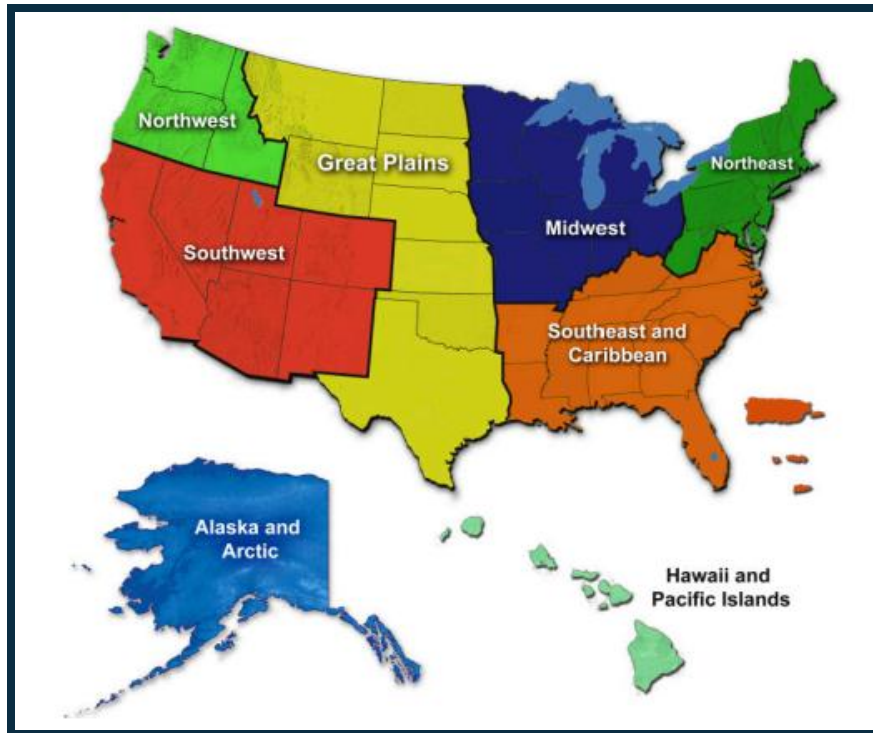 Northwest
Great Plains
Northeast
Midwest
Southwest
Southeast and
Caribbean
Alaska and
Arctic
Hawaii and
Pacific Islands